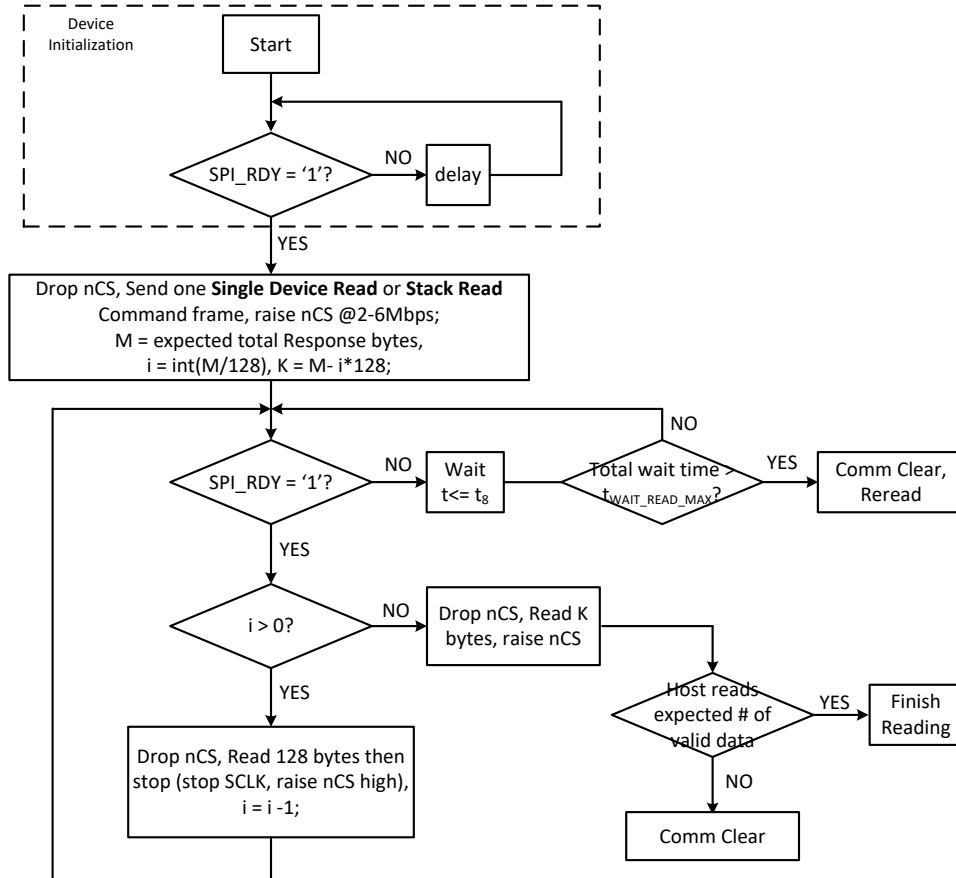 Device
Initialization
Start
SPI_RDY = ‘1’?
NO
delay
YES
Drop nCS, Send one Single Device Read or Stack Read
Command frame, raise nCS @2-6Mbps;
M = expected total Response bytes,
i = int(M/128), K = M- i*128;
NO
SPI_RDY = ‘1’?
NO
Wait
t<= t8
Total wait time >
tWAIT_READ_MAX?
YES
Comm Clear,
Reread
YES
i > 0?
NO
Drop nCS, Read K
bytes, raise nCS
YES
Host reads
expected # of
valid data
YES
Finish
Reading
Drop nCS, Read 128 bytes then
stop (stop SCLK, raise nCS high),
i = i -1;
NO
Comm Clear